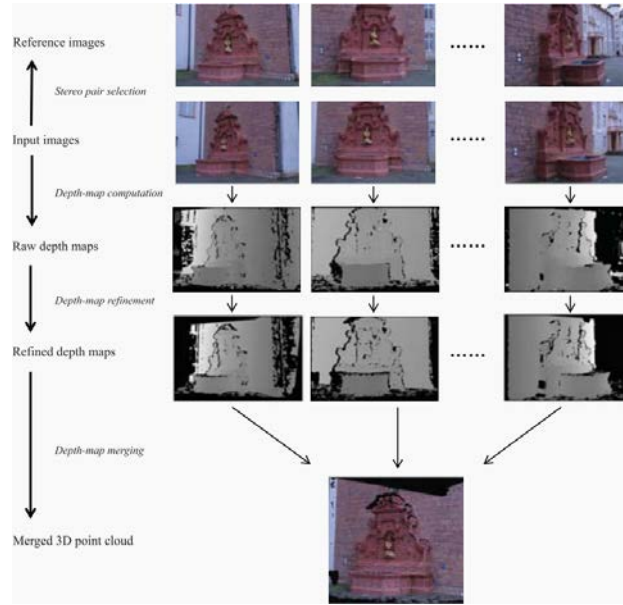 Reference images
Stereo pair selection
Input images
Depth-map computation
Raw depth maps
Depth-map refinement
Refined depth maps
Depth-map merging
Merged 3D point cloud